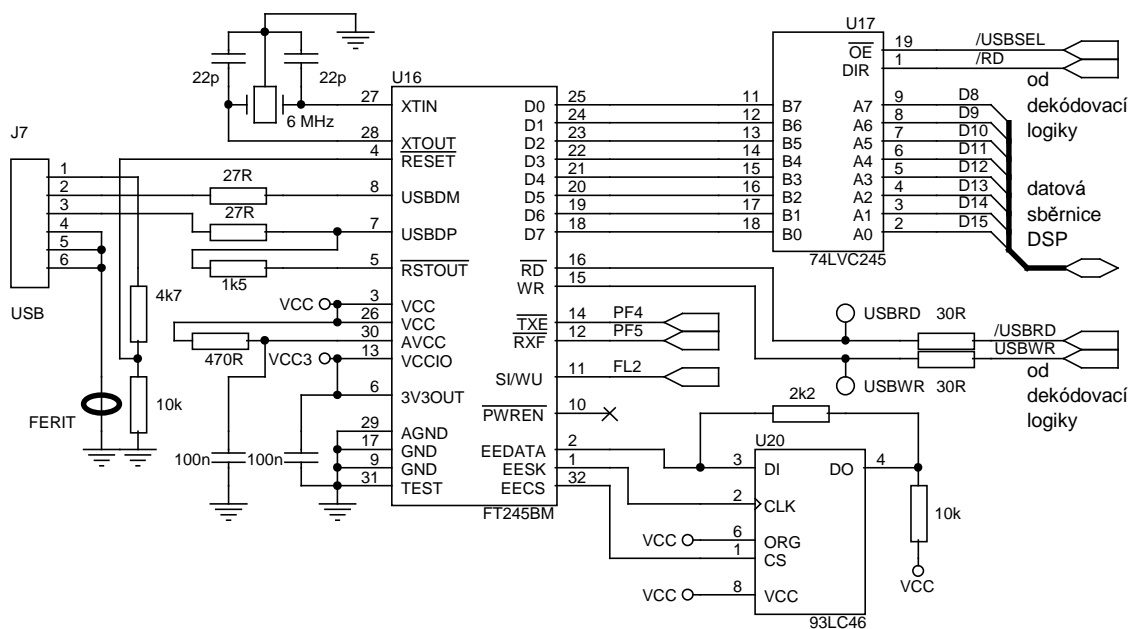 22p
22p
6 MHz
J7
1
2
3
4
5
6
USB
27R
27R
1k5
4k7
10k
FERIT
VCC
470R
VCC3
100n
100n
U16
27 XTIN
28 XTOUT
4 RESET
8 USBDM
7 USBDP
5 RSTOUT
3 VCC
26 VCC
30 AVCC
13 VCCIO
6 3V3OUT
29 AGND
17 GND
9 GND
31 TEST
D0 25
D1 24
D2 23
D3 22
D4 21
D5 20
D6 19
D7 18
RD 16
WR 15
TXE 14 PF4
RXF 12 PF5
SI/WU 11 FL2
PWREN 10
EEDATA 2
EESK 1
EECS 32
FT245BM
U17
OE 19 /USBSEL
DIR 1 /RD
od
dekódovací
logiky
11 B7
12 B6
13 B5
14 B4
15 B3
16 B2
17 B1
18 B0
A7 9 D8
A6 8 D9
A5 7 D10
A4 6 D11
A3 5 D12
A2 4 D13
A1 3 D14
A0 2 D15
74LVC245
datová
sběrnice
DSP
USBRD 30R /USBRD
USBWR
USBWR 30R
od
dekódovací
logiky
2k2
U20
3 DI
DO 4
2 CLK
VCC 6 ORG
1 CS
VCC 8 VCC
93LC46
10k
VCC